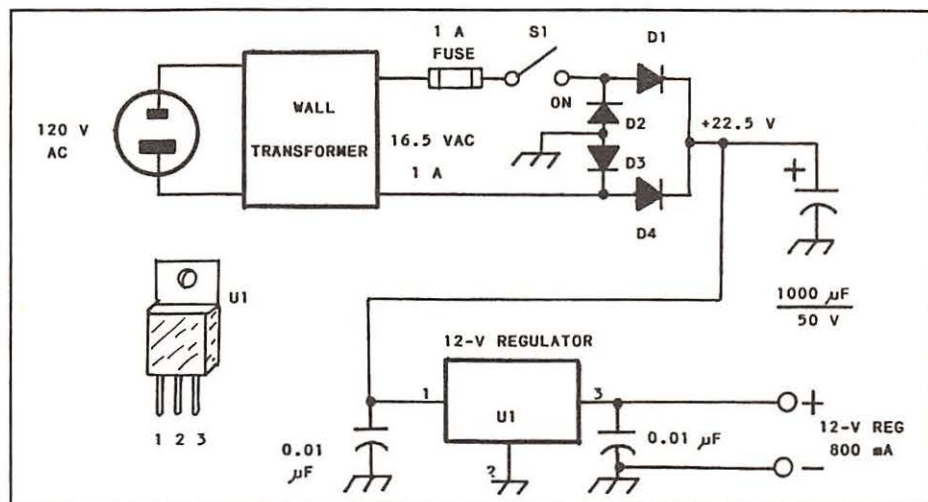 1 A
FUSE
S1
D1
120 V
AC
WALL
TRANSFORMER
16.5 VAC
1 A
ON
D2
D3
D4
+22.5 V
+
1000 µF
50 V
U1
1 2 3
12-V REGULATOR
1
U1
3
2
0.01
µF
0.01 µF
+
12-V REG
800 mA
−